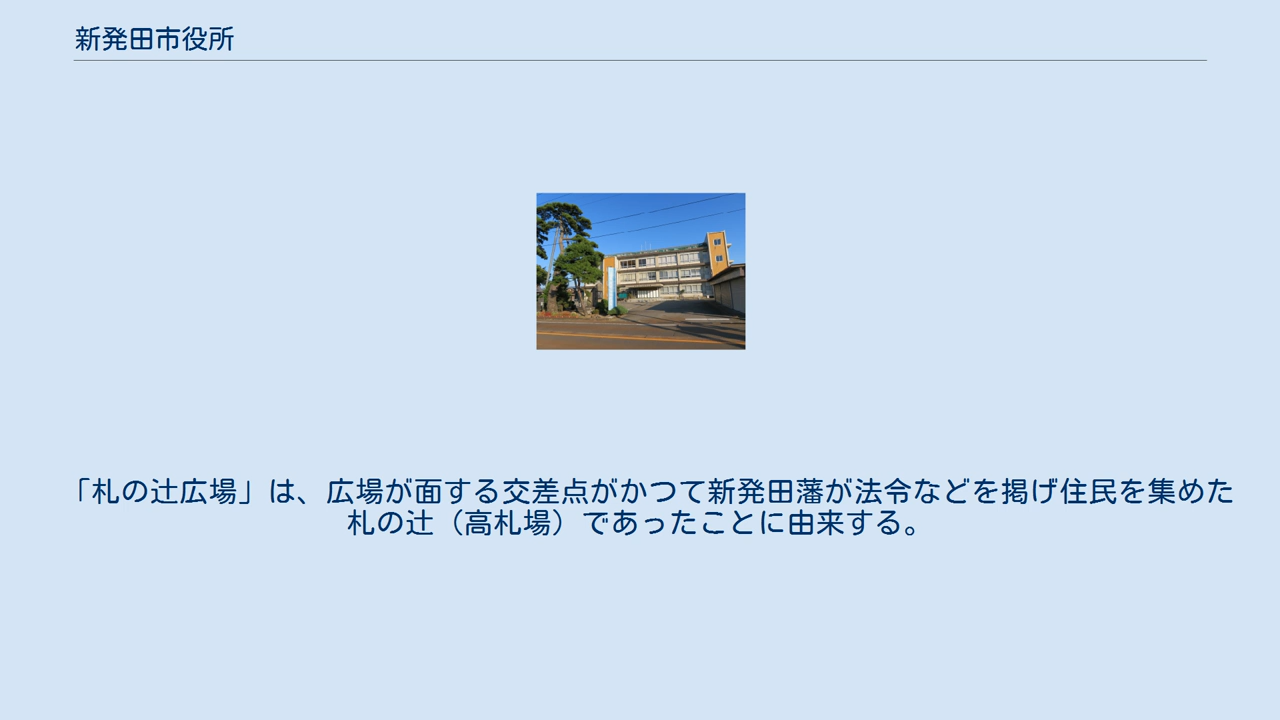 新発田市役所
「札の辻広場」は、広場が面する交差点がかつて新発田藩が法令などを掲げ住民を集めた
札の辻（高札場）であったことに由来する。